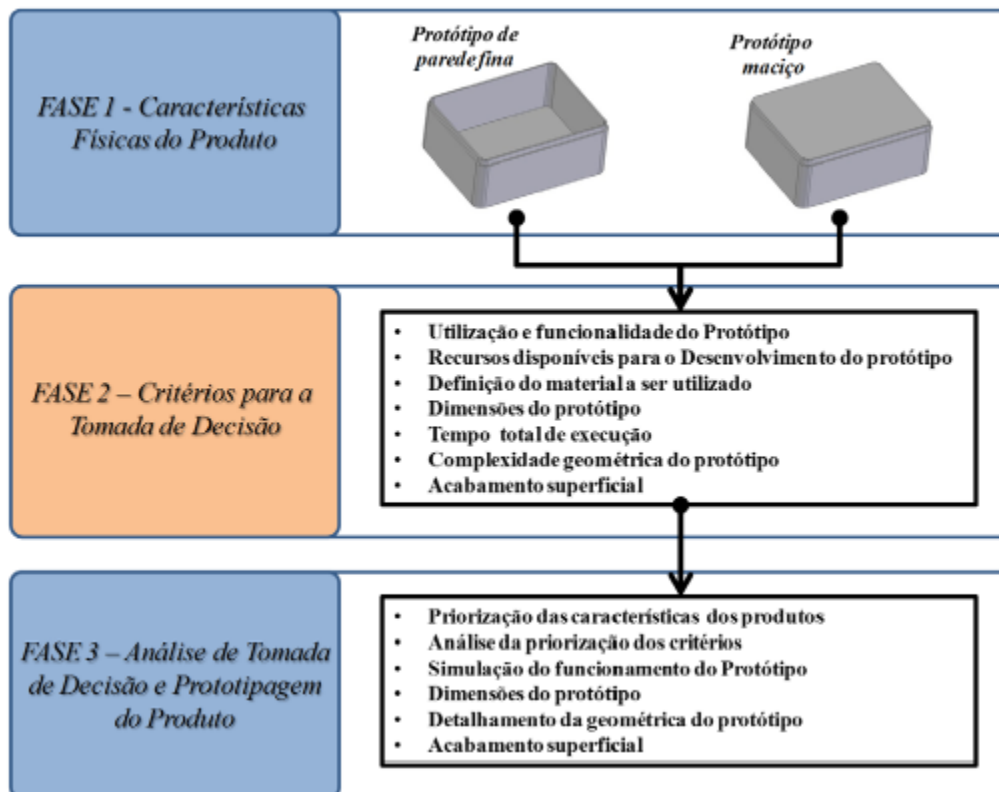 FASE 1 - Características
Físicas do Produto
Protótipo de
parede fina
Protótipo
maciço
FASE 2 – Critérios para a
Tomada de Decisão
• Utilização e funcionalidade do Protótipo
• Recursos disponíveis para o Desenvolvimento do protótipo
• Definição do material a ser utilizado
• Dimensões do protótipo
• Tempo total de execução
• Complexidade geométrica do protótipo
• Acabamento superficial
FASE 3 – Análise de Tomada
de Decisão e Prototipagem
do Produto
• Priorização das características dos produtos
• Análise da priorização dos critérios
• Simulação do funcionamento do Protótipo
• Dimensões do protótipo
• Detalhamento da geométrica do protótipo
• Acabamento superficial